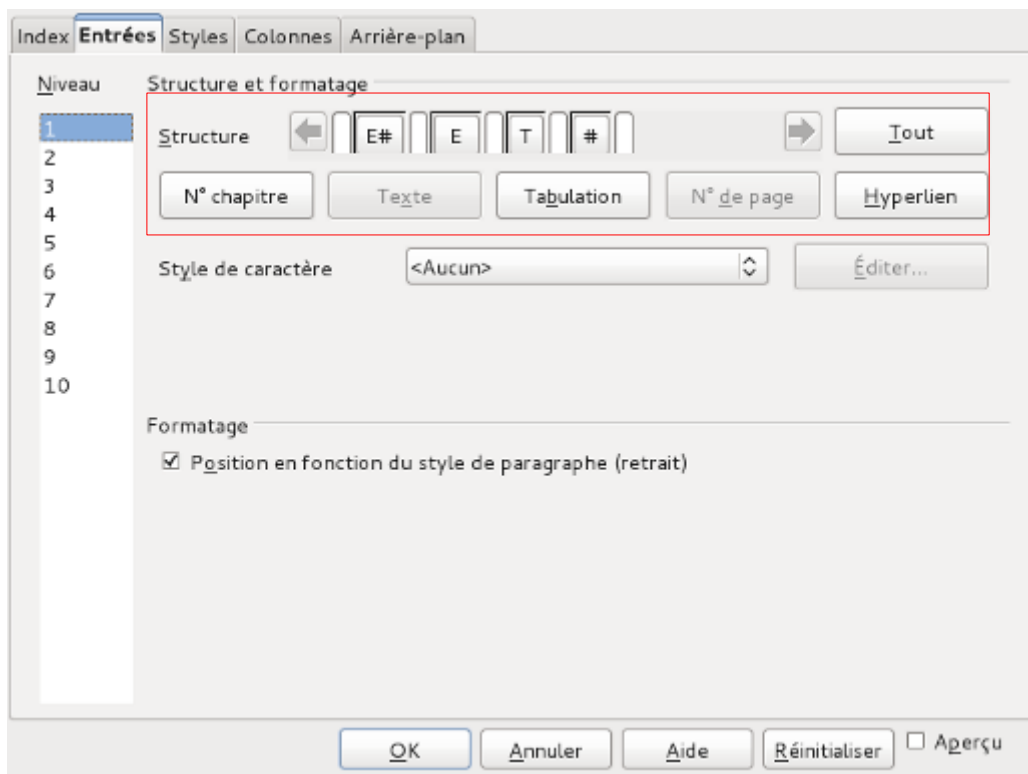 Index Entrées Styles Colonnes Arrière-plan
Niveau
Structure et formatage
1
2
3
4
5
6
7
8
9
10
Structure E# E T # Tout
N° chapitre Texte Tabulation N° de page Hyperlien
Style de caractère <Aucun> Éditer...
Formatage
Position en fonction du style de paragraphe (retrait)
OK Annuler Aide Réinitialiser Aperçu